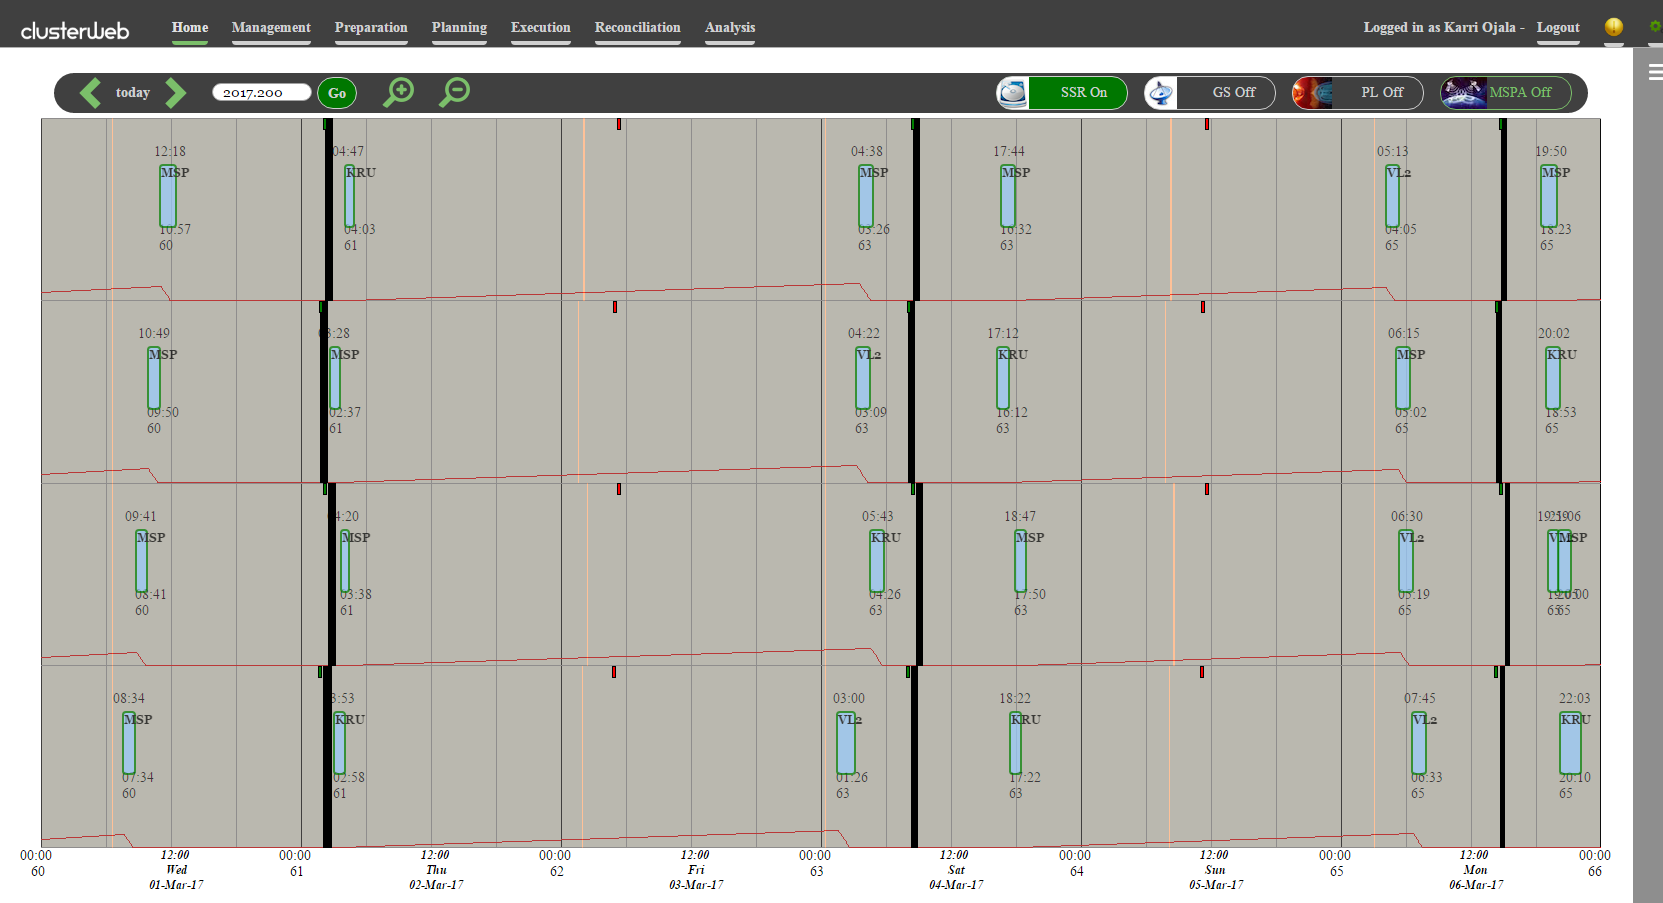 clusterweb Home Management Preparation Planning Execution Reconciliation Analysis Logged in as Karri Ojala - Logout
today 2017.200 Go SSR On GS Off PL Off MSPA Off
12:18 04:47 04:38 17:44 05:13 19:50
MSP KRU MSP MSP VL2 MSP
10:57 04:03 03:26 16:32 04:05 18:23
60 61 63 63 65 65
10:49 03:28 04:22 17:12 06:15 20:02
MSP MSP VL2 KRU MSP KRU
09:50 02:37 03:09 16:12 05:02 18:53
60 61 63 63 65 65
09:41 04:20 05:43 18:47 06:30 21:06
MSP MSP KRU MSP VL2 MSP
08:41 03:38 04:26 17:50 05:19 20:00
60 61 63 63 65 65 65
08:34 3:53 03:00 18:22 07:45 22:03
MSP KRU VL2 KRU VL2 KRU
07:34 02:58 01:26 17:22 06:33 20:10
60 61 63 63 65 65
00:00 12:00 00:00 12:00 00:00 12:00 00:00 12:00 00:00 12:00 00:00 12:00 00:00
60 Wed 61 Thu 62 Fri 63 Sat 64 Sun 65 Mon 66
01-Mar-17 02-Mar-17 03-Mar-17 04-Mar-17 05-Mar-17 06-Mar-17